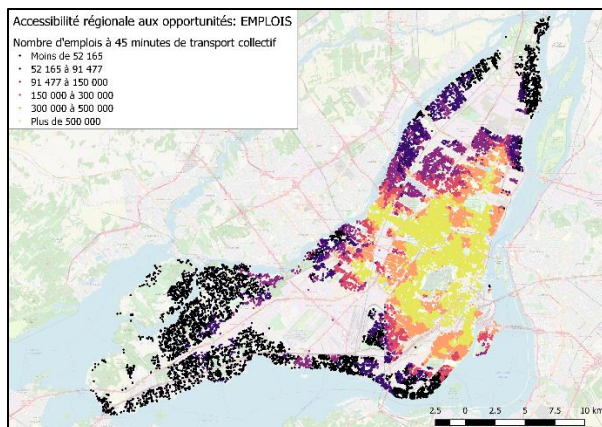 Accessibilité régionale aux opportunités: EMPLOIS
Nombre d'emplois à 45 minutes de transport collectif
Moins de 52 165
52 165 à 91 477
91 477 à 150 000
150 000 à 300 000
300 000 à 500 000
Plus de 500 000
2.5 0 2.5 5 7.5 10 km